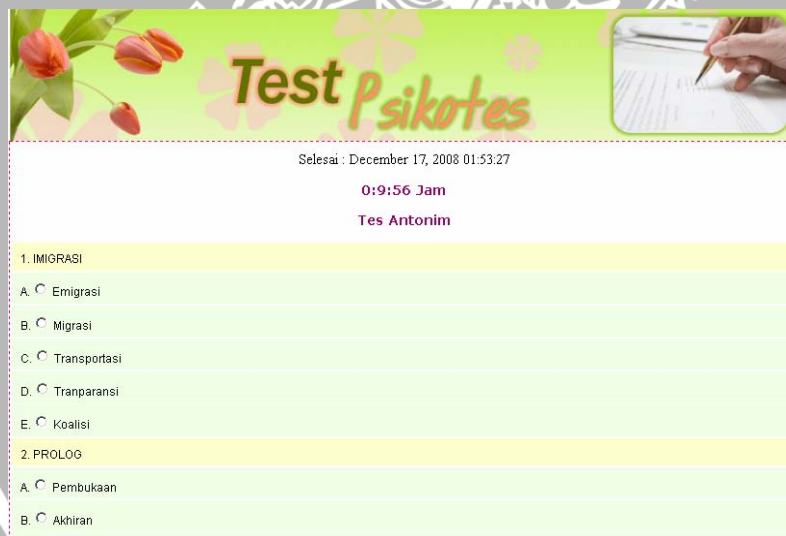 Test Psikotes
Selesai : December 17, 2008 01:53:27
0:9:56 Jam
Tes Antonim
1. IMIGRASI
A. Emigrasi
B. Migrasi
C. Transportasi
D. Tranparansi
E. Koalisi
2. PROLOG
A. Pembukaan
B. Akhiran